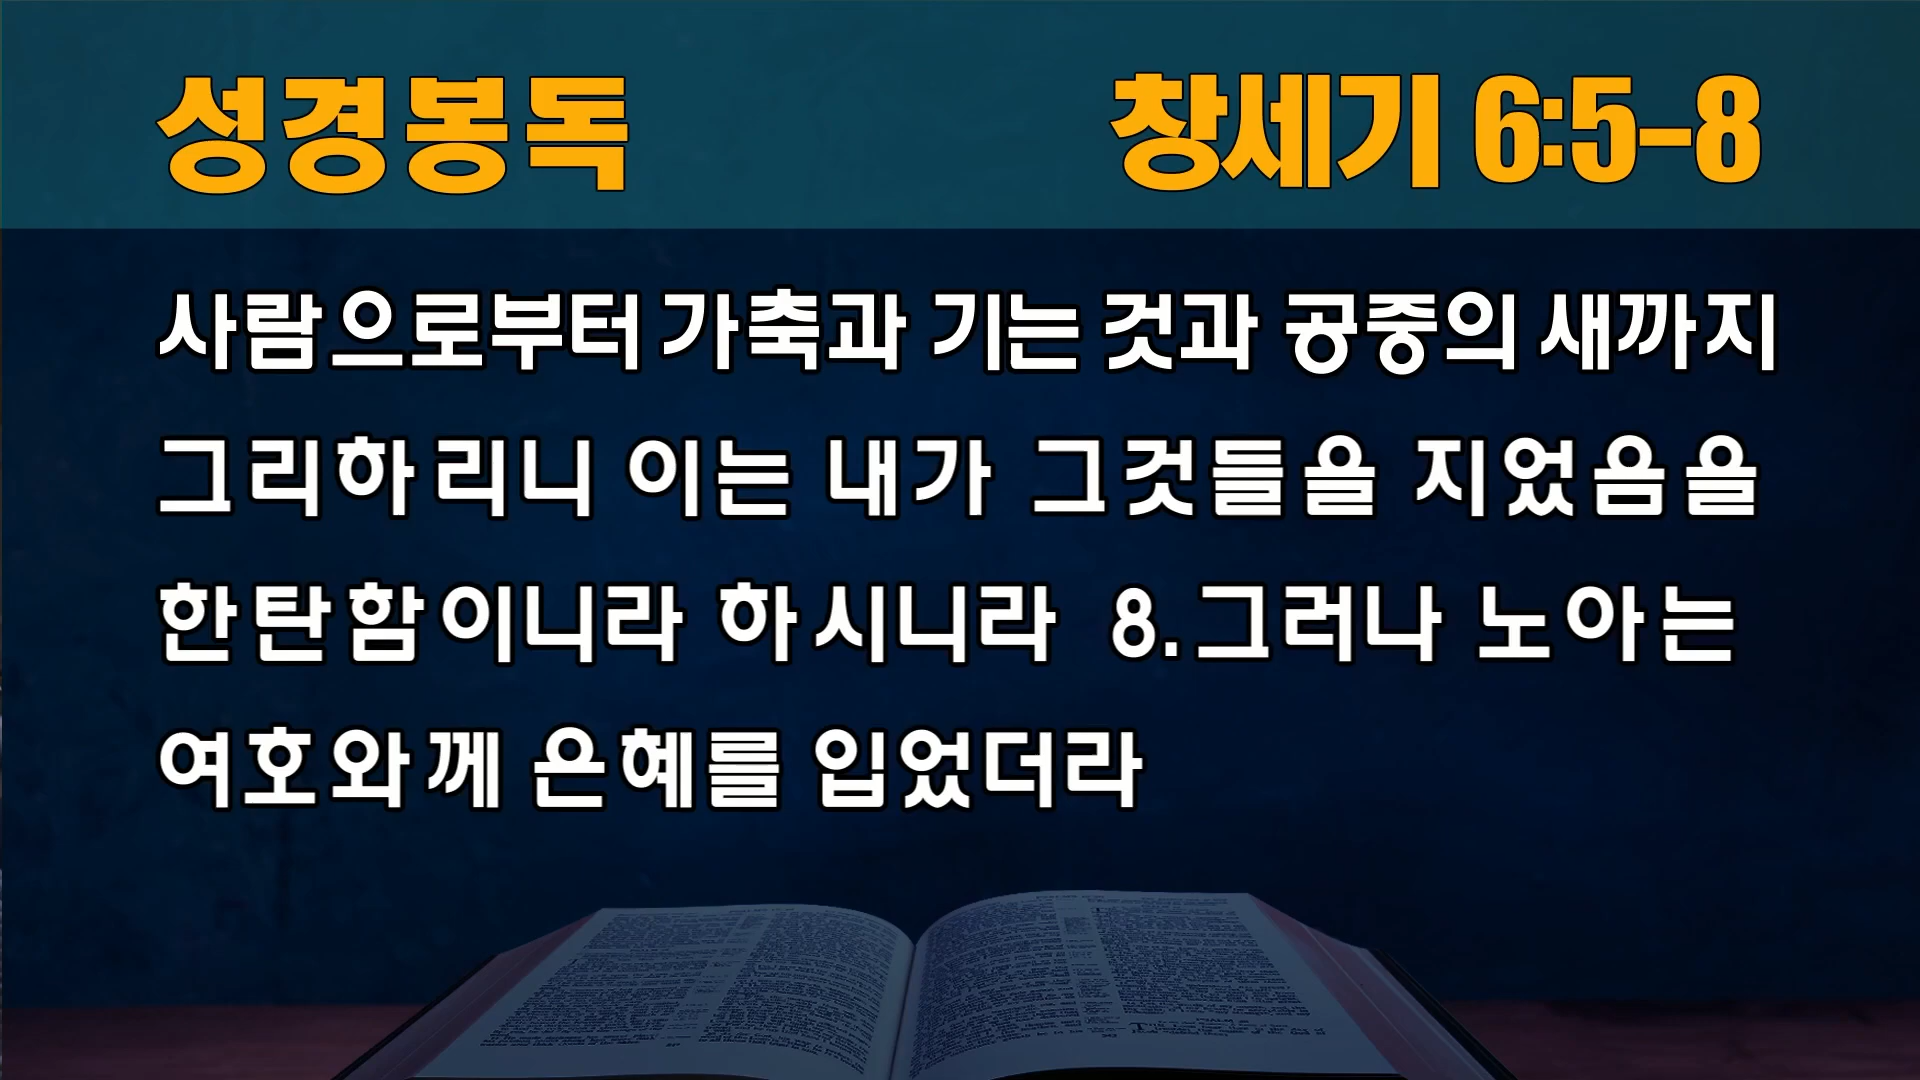 성경봉독 창세기 6:5-8
사람으로부터 가축과 기는 것과 공중의 새까지
그리하리니 이는 내가 그것들을 지었음을
한탄함이니라 하시니라 8.그러나 노아는
여호와께 은혜를 입었더라